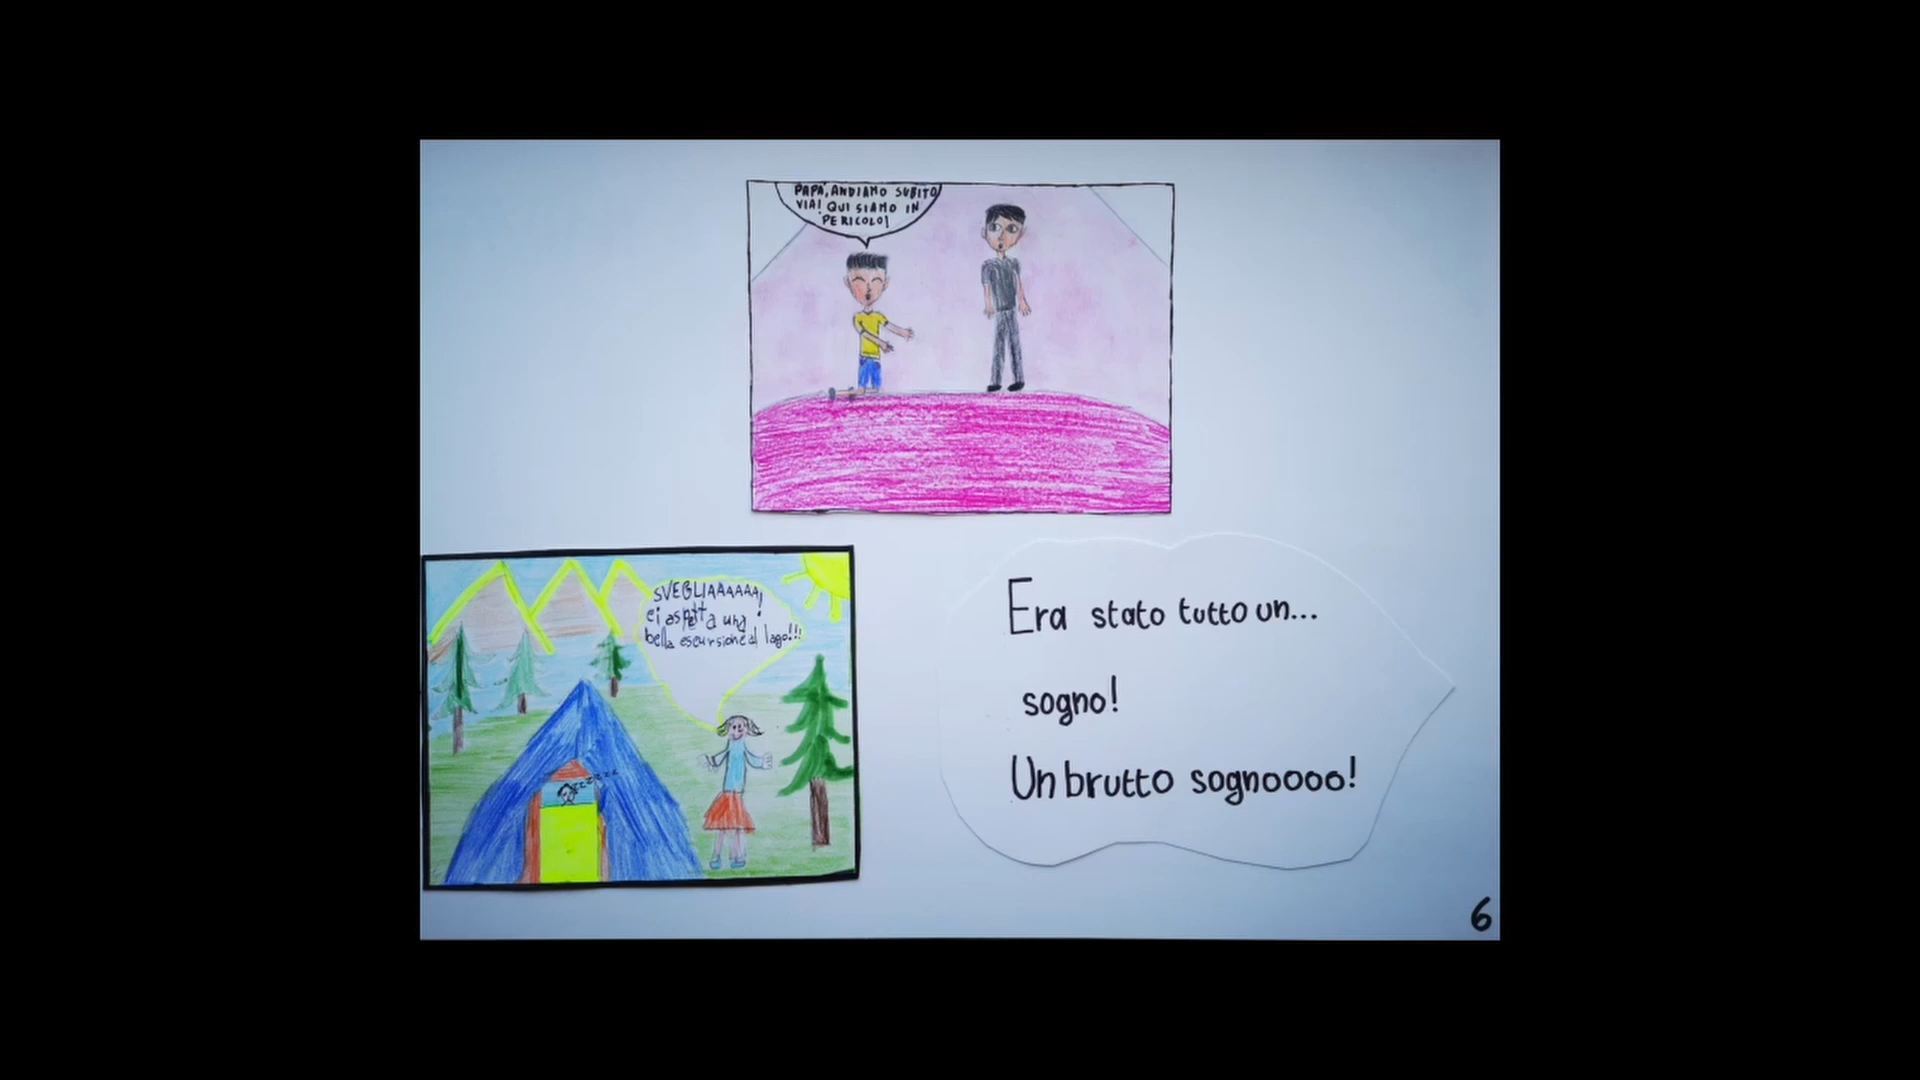 PAPÀ, ANDIAMO SUBITO
VIA! QUI SIAMO IN
PERICOLO!
SVEGLIAAAAAA!
ci aspetta una
bella escursione al lago!!!
zzzzzz
Era stato tutto un...
sogno!
Un brutto sognoooo!
6